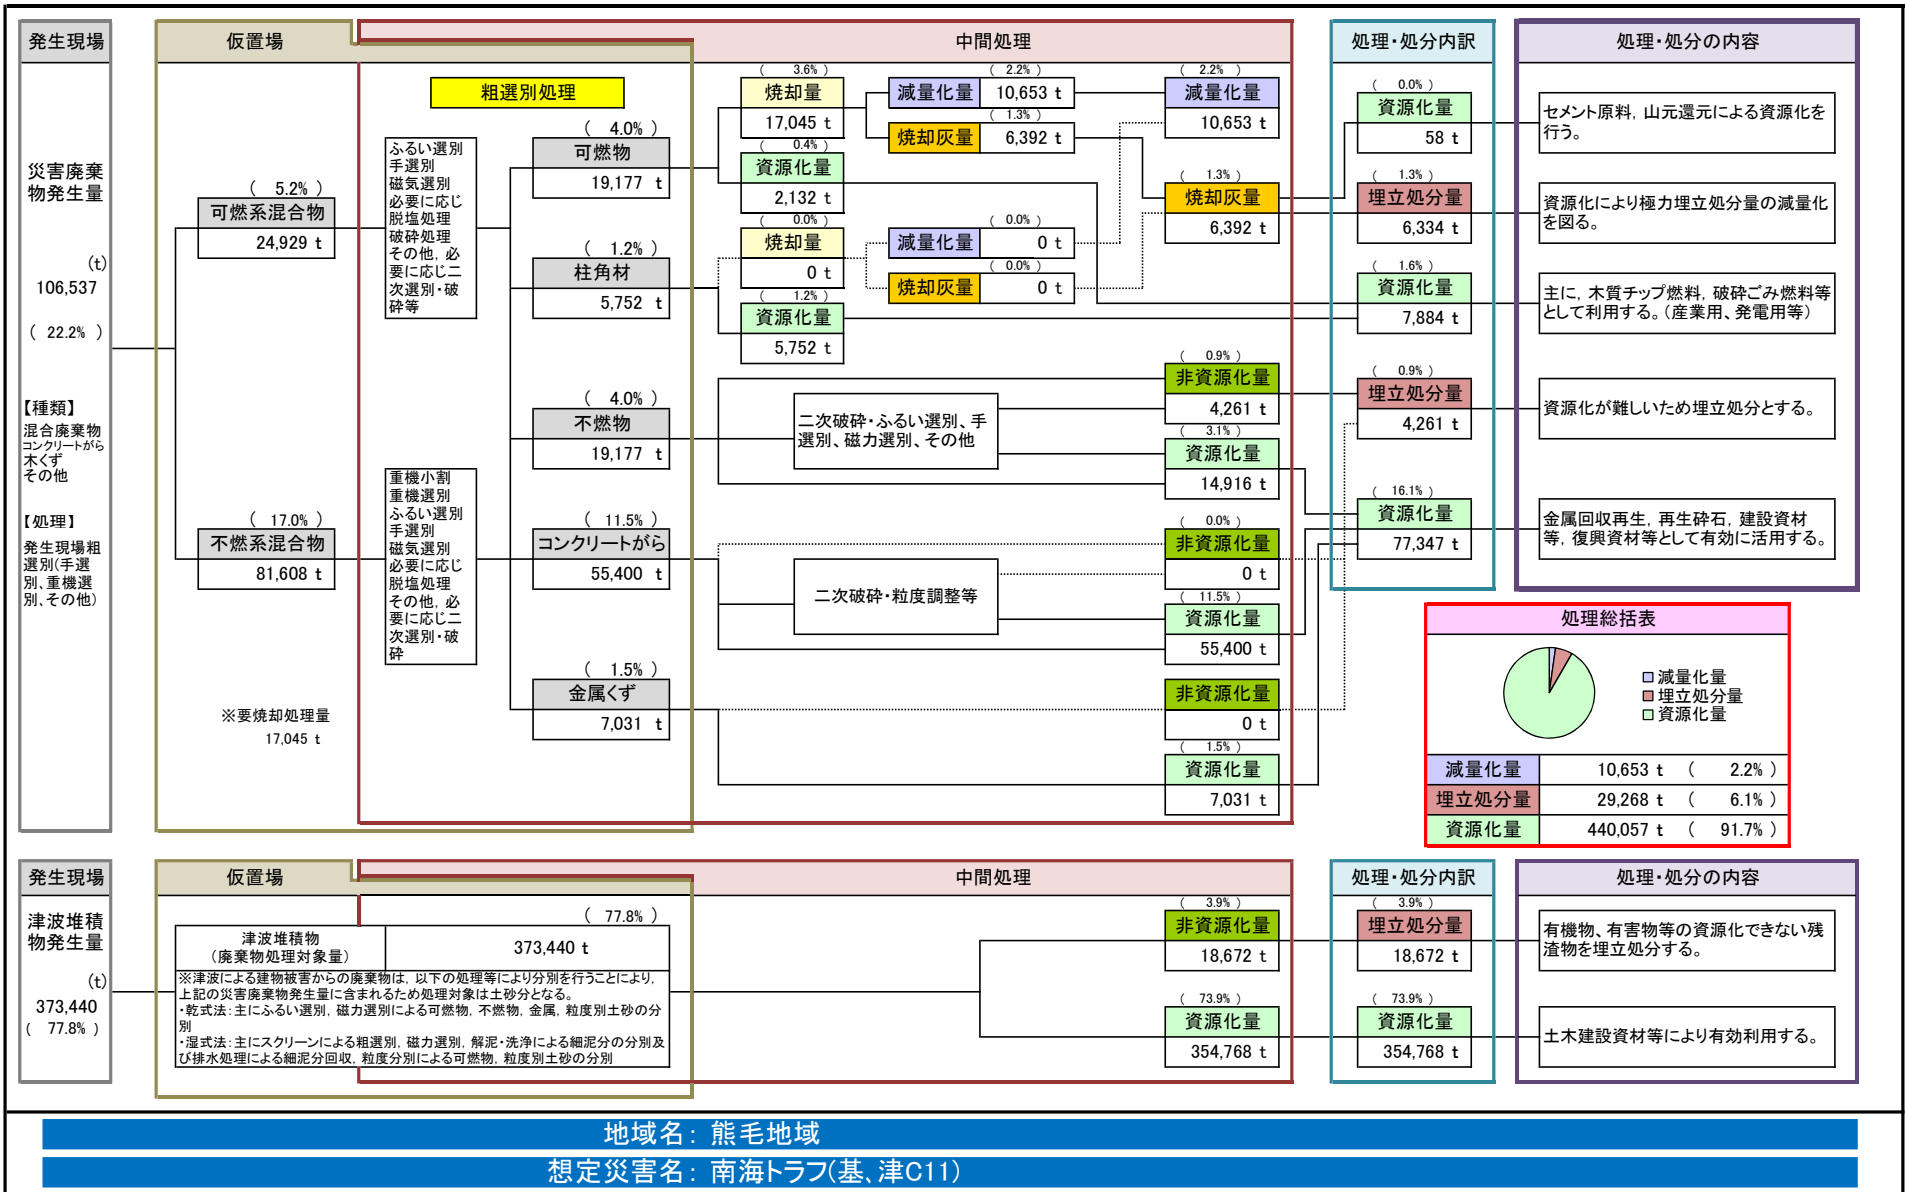 発生現場
仮置場
中間処理
処理・処分内訳
処理・処分の内容
災害廃棄
物発生量
(t)
106,537
( 22.2% )
【種類】
混合廃棄物
コンクリートがら
木くず
その他
【処理】
発生現場粗
選別(手選
別、重機選
別、その他)
( 5.2% )
可燃系混合物
24,929 t
( 17.0% )
不燃系混合物
81,608 t
※要焼却処理量
17,045 t
粗選別処理
ふるい選別
手選別
磁気選別
必要に応じ
脱塩処理
破砕処理
その他, 必
要に応じ二
次選別・破
砕等
重機小割
重機選別
ふるい選別
手選別
磁気選別
必要に応じ
脱塩処理
その他, 必
要に応じ二
次選別・破
砕
( 4.0% )
可燃物
19,177 t
( 1.2% )
柱角材
5,752 t
( 4.0% )
不燃物
19,177 t
( 11.5% )
コンクリートがら
55,400 t
( 1.5% )
金属くず
7,031 t
( 3.6% )
焼却量
17,045 t
( 0.4% )
資源化量
2,132 t
( 0.0% )
焼却量
0 t
( 1.2% )
資源化量
5,752 t
( 2.2% )
減量化量 10,653 t
( 1.3% )
焼却灰量 6,392 t
( 0.0% )
減量化量 0 t
( 0.0% )
焼却灰量 0 t
二次破砕・ふるい選別、手
選別、磁力選別、その他
二次破砕・粒度調整等
( 2.2% )
減量化量
10,653 t
( 1.3% )
焼却灰量
6,392 t
( 0.9% )
非資源化量
4,261 t
( 3.1% )
資源化量
14,916 t
( 0.0% )
非資源化量
0 t
( 11.5% )
資源化量
55,400 t
非資源化量
0 t
( 1.5% )
資源化量
7,031 t
( 0.0% )
資源化量
58 t
( 1.3% )
埋立処分量
6,334 t
( 1.6% )
資源化量
7,884 t
( 0.9% )
埋立処分量
4,261 t
( 16.1% )
資源化量
77,347 t
セメント原料, 山元還元による資源化を
行う。
資源化により極力埋立処分量の減量化
を図る。
主に, 木質チップ燃料, 破砕ごみ燃料等
として利用する。(産業用、発電用等)
資源化が難しいため埋立処分とする。
金属回収再生, 再生砕石, 建設資材
等, 復興資材等として有効に活用する。
処理総括表
減量化量
埋立処分量
資源化量
減量化量 10,653 t ( 2.2% )
埋立処分量 29,268 t ( 6.1% )
資源化量 440,057 t ( 91.7% )
発生現場
仮置場
中間処理
処理・処分内訳
処理・処分の内容
津波堆積
物発生量
(t)
373,440
( 77.8% )
( 77.8% )
津波堆積物
(廃棄物処理対象量)
373,440 t
※津波による建物被害からの廃棄物は, 以下の処理等により分別を行うことにより,
上記の災害廃棄物発生量に含まれるため処理対象は土砂分となる。
・乾式法:主にふるい選別, 磁力選別による可燃物, 不燃物, 金属, 粒度別土砂の分
別
・湿式法:主にスクリーンによる粗選別, 磁力選別, 解泥・洗浄による細泥分の分別及
び排水処理による細泥分回収, 粒度分別による可燃物, 粒度別土砂の分別
( 3.9% )
非資源化量
18,672 t
( 73.9% )
資源化量
354,768 t
( 3.9% )
埋立処分量
18,672 t
( 73.9% )
資源化量
354,768 t
有機物、有害物等の資源化できない残
渣物を埋立処分する。
土木建設資材等により有効利用する。
地域名: 熊毛地域
想定災害名: 南海トラフ(基、津C11)